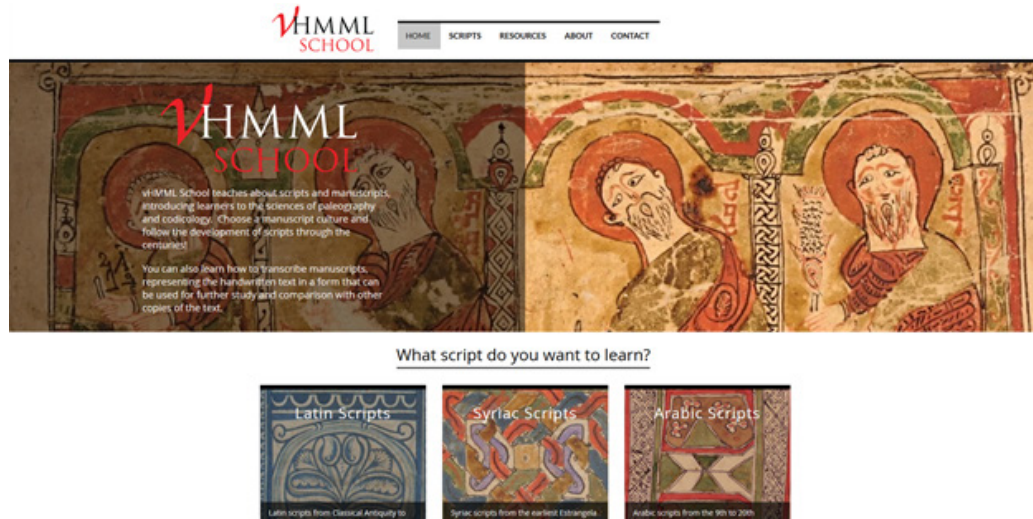 vHMML
SCHOOL
HOME SCRIPTS RESOURCES ABOUT CONTACT
vHMML
SCHOOL
vHMML School teaches about scripts and manuscripts,
introducing learners to the sciences of paleography
and codicology. Choose a manuscript culture and
follow the development of scripts through the
centuries!
You can also learn how to transcribe manuscripts,
representing the handwritten text in a form that can
be used for further study and comparison with other
copies of the text.
What script do you want to learn?
Latin Scripts
Syriac Scripts
Arabic Scripts
Latin scripts from Classical Antiquity to
Syriac scripts from the earliest Estrangela
Arabic scripts from the 9th to 20th